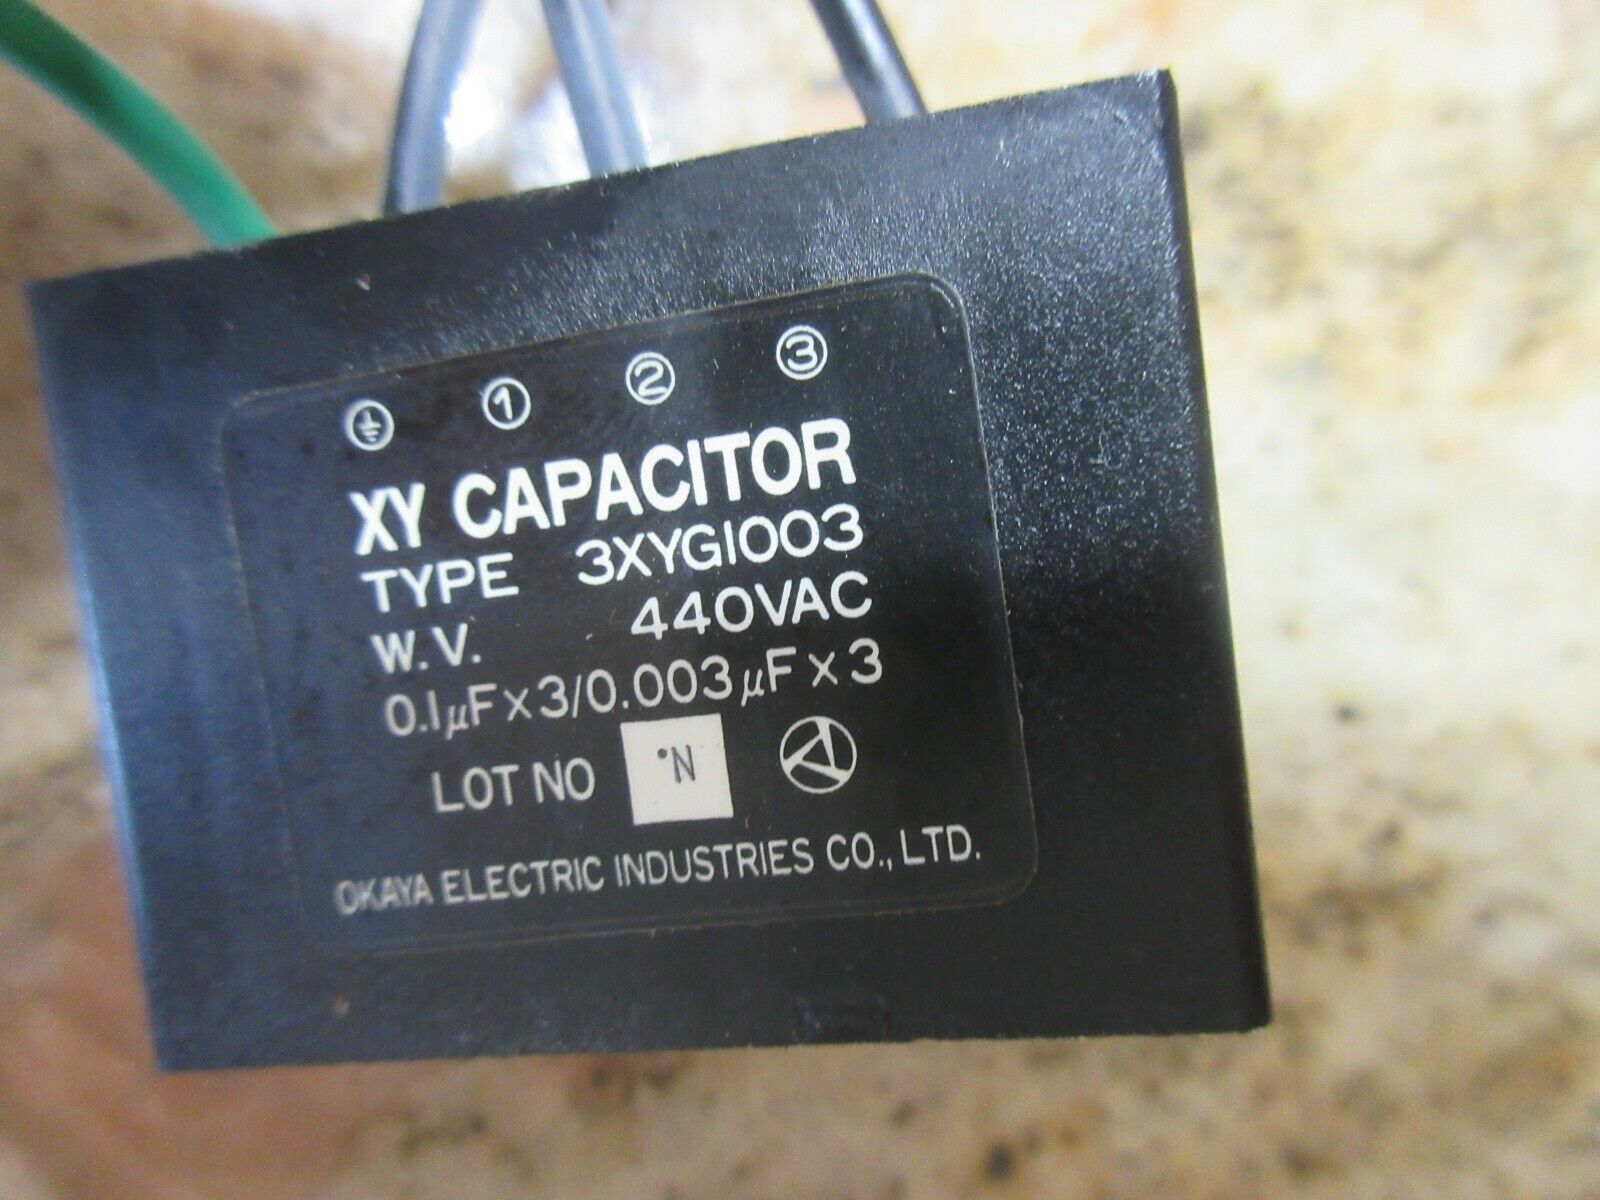 ① ② ③
XY CAPACITOR
TYPE 3XYG1003
W.V. 440VAC
0.1μF×3/0.003μF×3
LOT NO °N
OKAYA ELECTRIC INDUSTRIES CO., LTD.